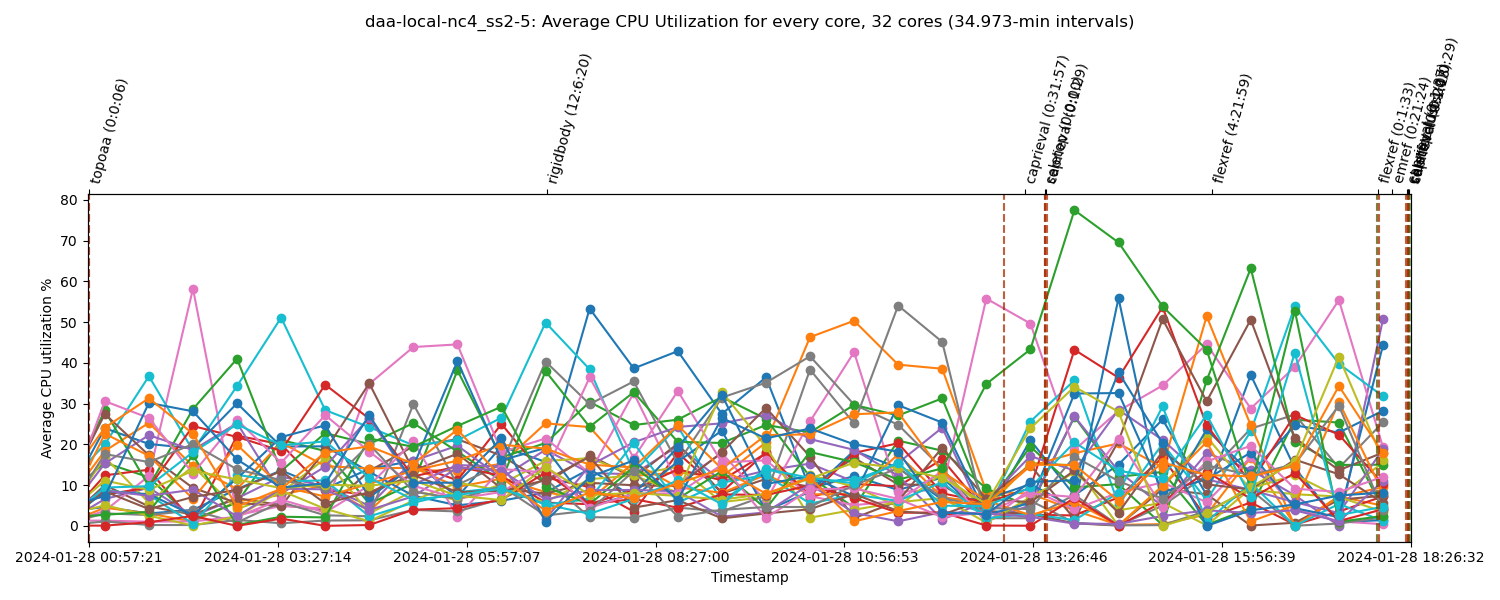 daa-local-nc4_ss2-5: Average CPU Utilization for every core, 32 cores (34.973-min intervals)
topoaa (0:0:06)
rigidbody (12:6:20)
caprieval (0:31:57)
flexref (4:21:59)
flexref (0:1:33)
emref (0:21:24)
Average CPU utilization %
80
70
60
50
40
30
20
10
0
2024-01-28 00:57:21
2024-01-28 03:27:14
2024-01-28 05:57:07
2024-01-28 08:27:00
2024-01-28 10:56:53
2024-01-28 13:26:46
2024-01-28 15:56:39
2024-01-28 18:26:32
Timestamp